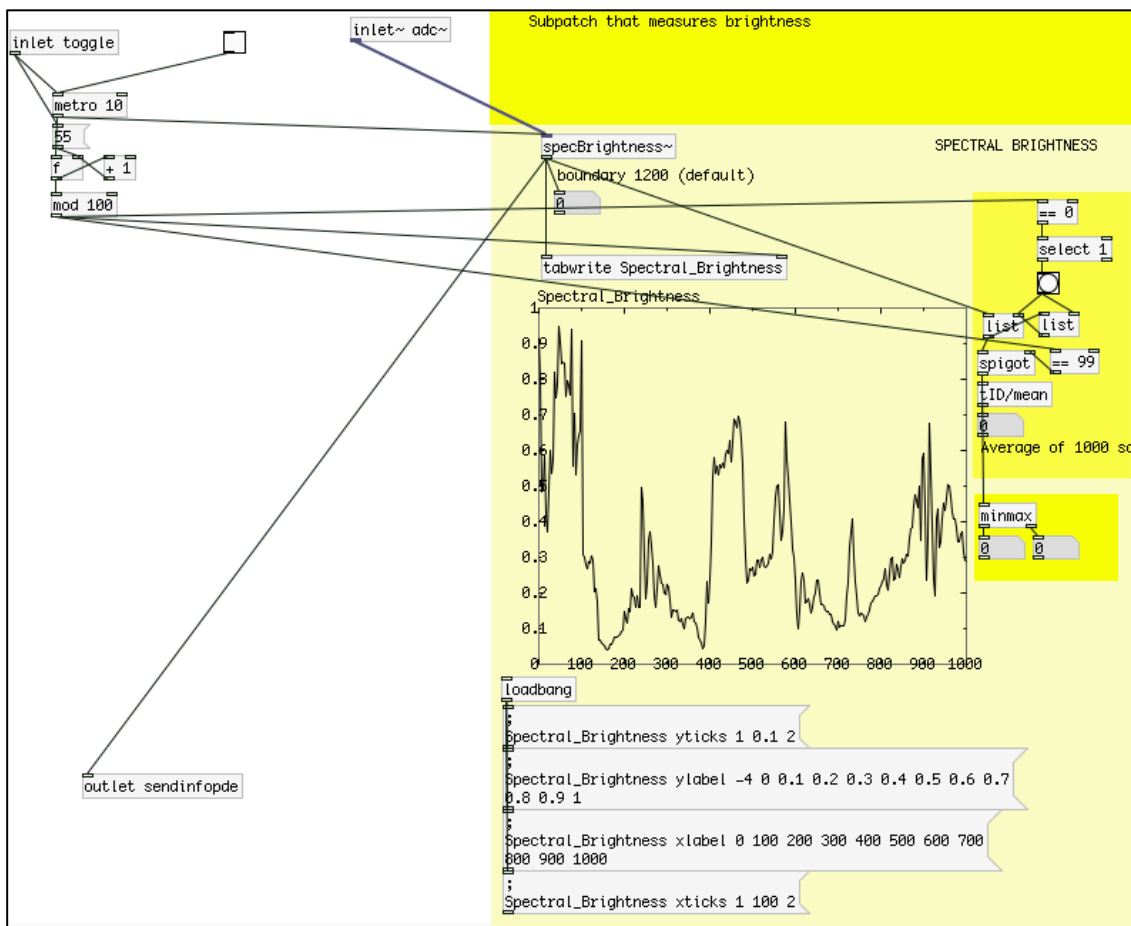 Subpatch that measures brightness
inlet toggle
inlet~ adc~
metro 10
55
f
+ 1
mod 100
specBrightness~
boundary 1200 (default)
0
tabwrite Spectral_Brightness
SPECTRAL BRIGHTNESS
== 0
select 1
list
list
spigot
== 99
tID/mean
0
Average of 1000 sc
minmax
0
0
Spectral_Brightness
1
0.9
0.8
0.7
0.6
0.5
0.4
0.3
0.2
0.1
0 100 200 300 400 500 600 700 800 900 1000
loadbang
;
Spectral_Brightness yticks 1 0.1 2
;
Spectral_Brightness ylabel -4 0 0.1 0.2 0.3 0.4 0.5 0.6 0.7
0.8 0.9 1
;
Spectral_Brightness xlabel 0 100 200 300 400 500 600 700
800 900 1000
;
Spectral_Brightness xticks 1 100 2
outlet sendinfopde